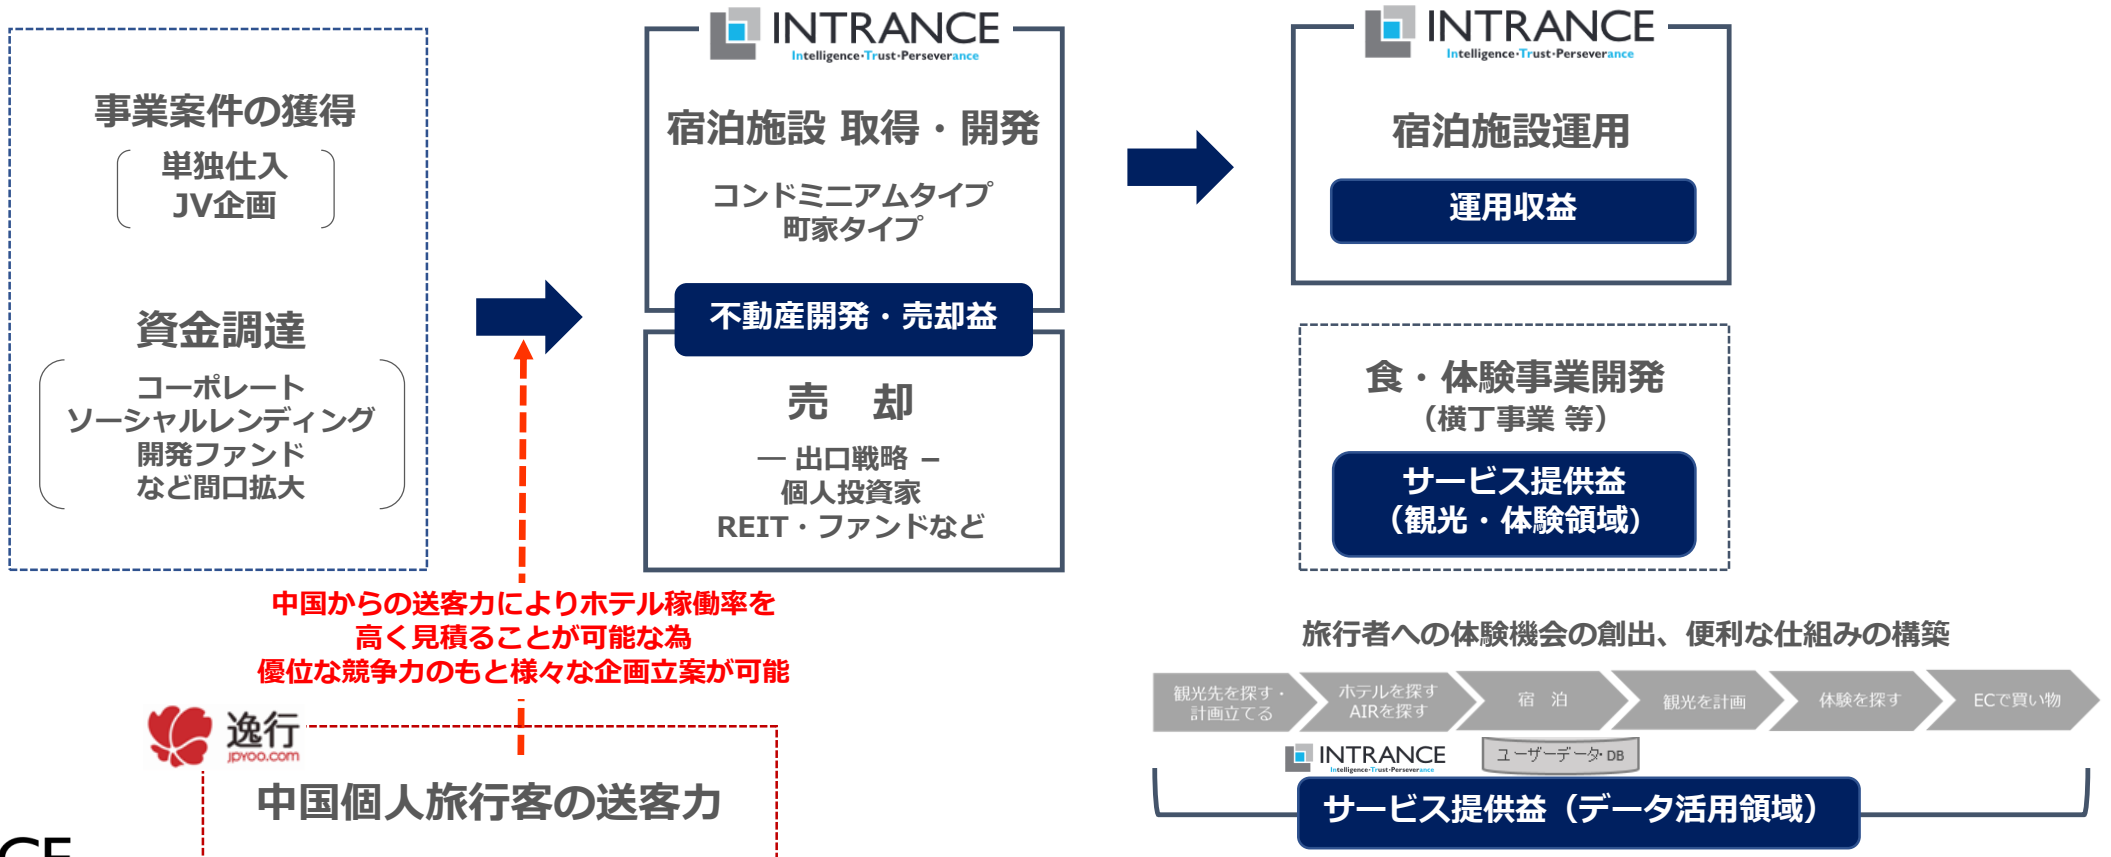 事業案件の獲得
単独仕入
JV企画
資金調達
コーポレート
ソーシャルレンディング
開発ファンド
など間口拡大
INTRANCE
Intelligence・Trust・Perseverance
宿泊施設 取得・開発
コンドミニアムタイプ
町家タイプ
不動産開発・売却益
売 却
― 出口戦略 –
個人投資家
REIT・ファンドなど
INTRANCE
Intelligence・Trust・Perseverance
宿泊施設運用
運用収益
食・体験事業開発
（横丁事業 等）
サービス提供益
（観光・体験領域）
中国からの送客力によりホテル稼働率を
高く見積ることが可能な為
優位な競争力のもと様々な企画立案が可能
逸行
jpyoo.com
中国個人旅行客の送客力
旅行者への体験機会の創出、便利な仕組みの構築
観光先を探す・
計画立てる
ホテルを探す
AIRを探す
宿 泊
観光を計画
体験を探す
ECで買い物
INTRANCE
Intelligence・Trust・Perseverance
ユーザーデータ・DB
サービス提供益（データ活用領域）
CE